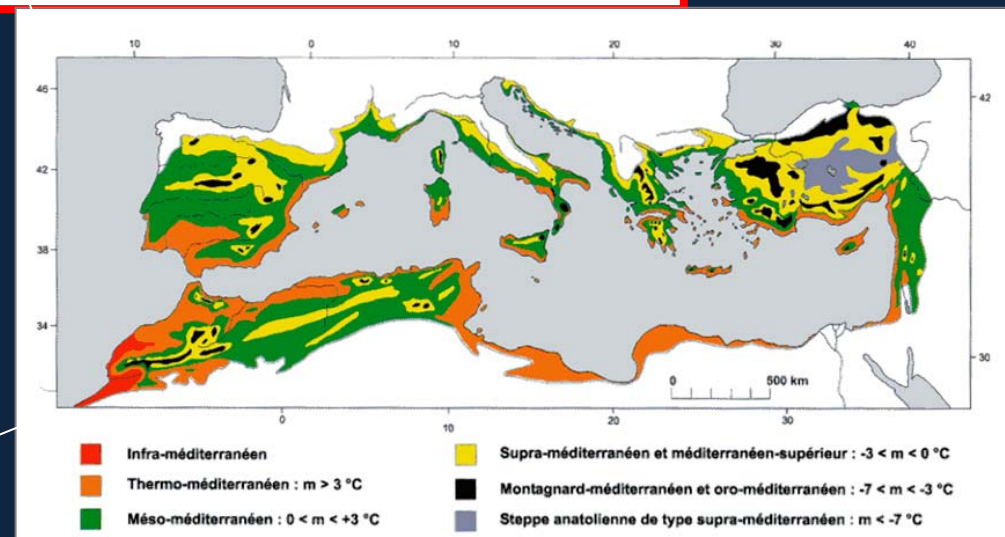 10 0 10 20 30 40
46
42
42
38
34
30
0 500 km
0 10 20 30
Infra-méditerranéen
Thermo-méditerranéen : m > 3 °C
Méso-méditerranéen : 0 < m < +3 °C
Supra-méditerranéen et méditerranéen-supérieur : -3 < m < 0 °C
Montagnard-méditerranéen et oro-méditerranéen : -7 < m < -3 °C
Steppe anatolienne de type supra-méditerranéen : m < -7 °C